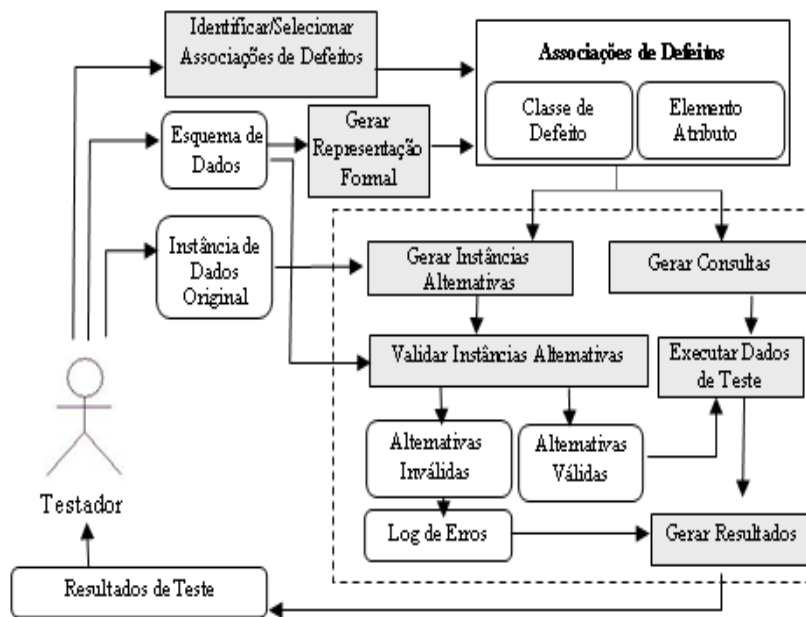 Identificar/Selecionar
Associações de Defeitos
Associações de Defeitos
Classe de
Defeito
Elemento
Atributo
Esquema de
Dados
Gerar
Representação
Formal
Instância de
Dados
Original
Gerar Instâncias
Alternativas
Gerar Consultas
Validar Instâncias Alternativas
Executar Dados
de Teste
Alternativas
Inválidas
Alternativas
Válidas
Testador
Log de Erros
Gerar Resultados
Resultados de Teste